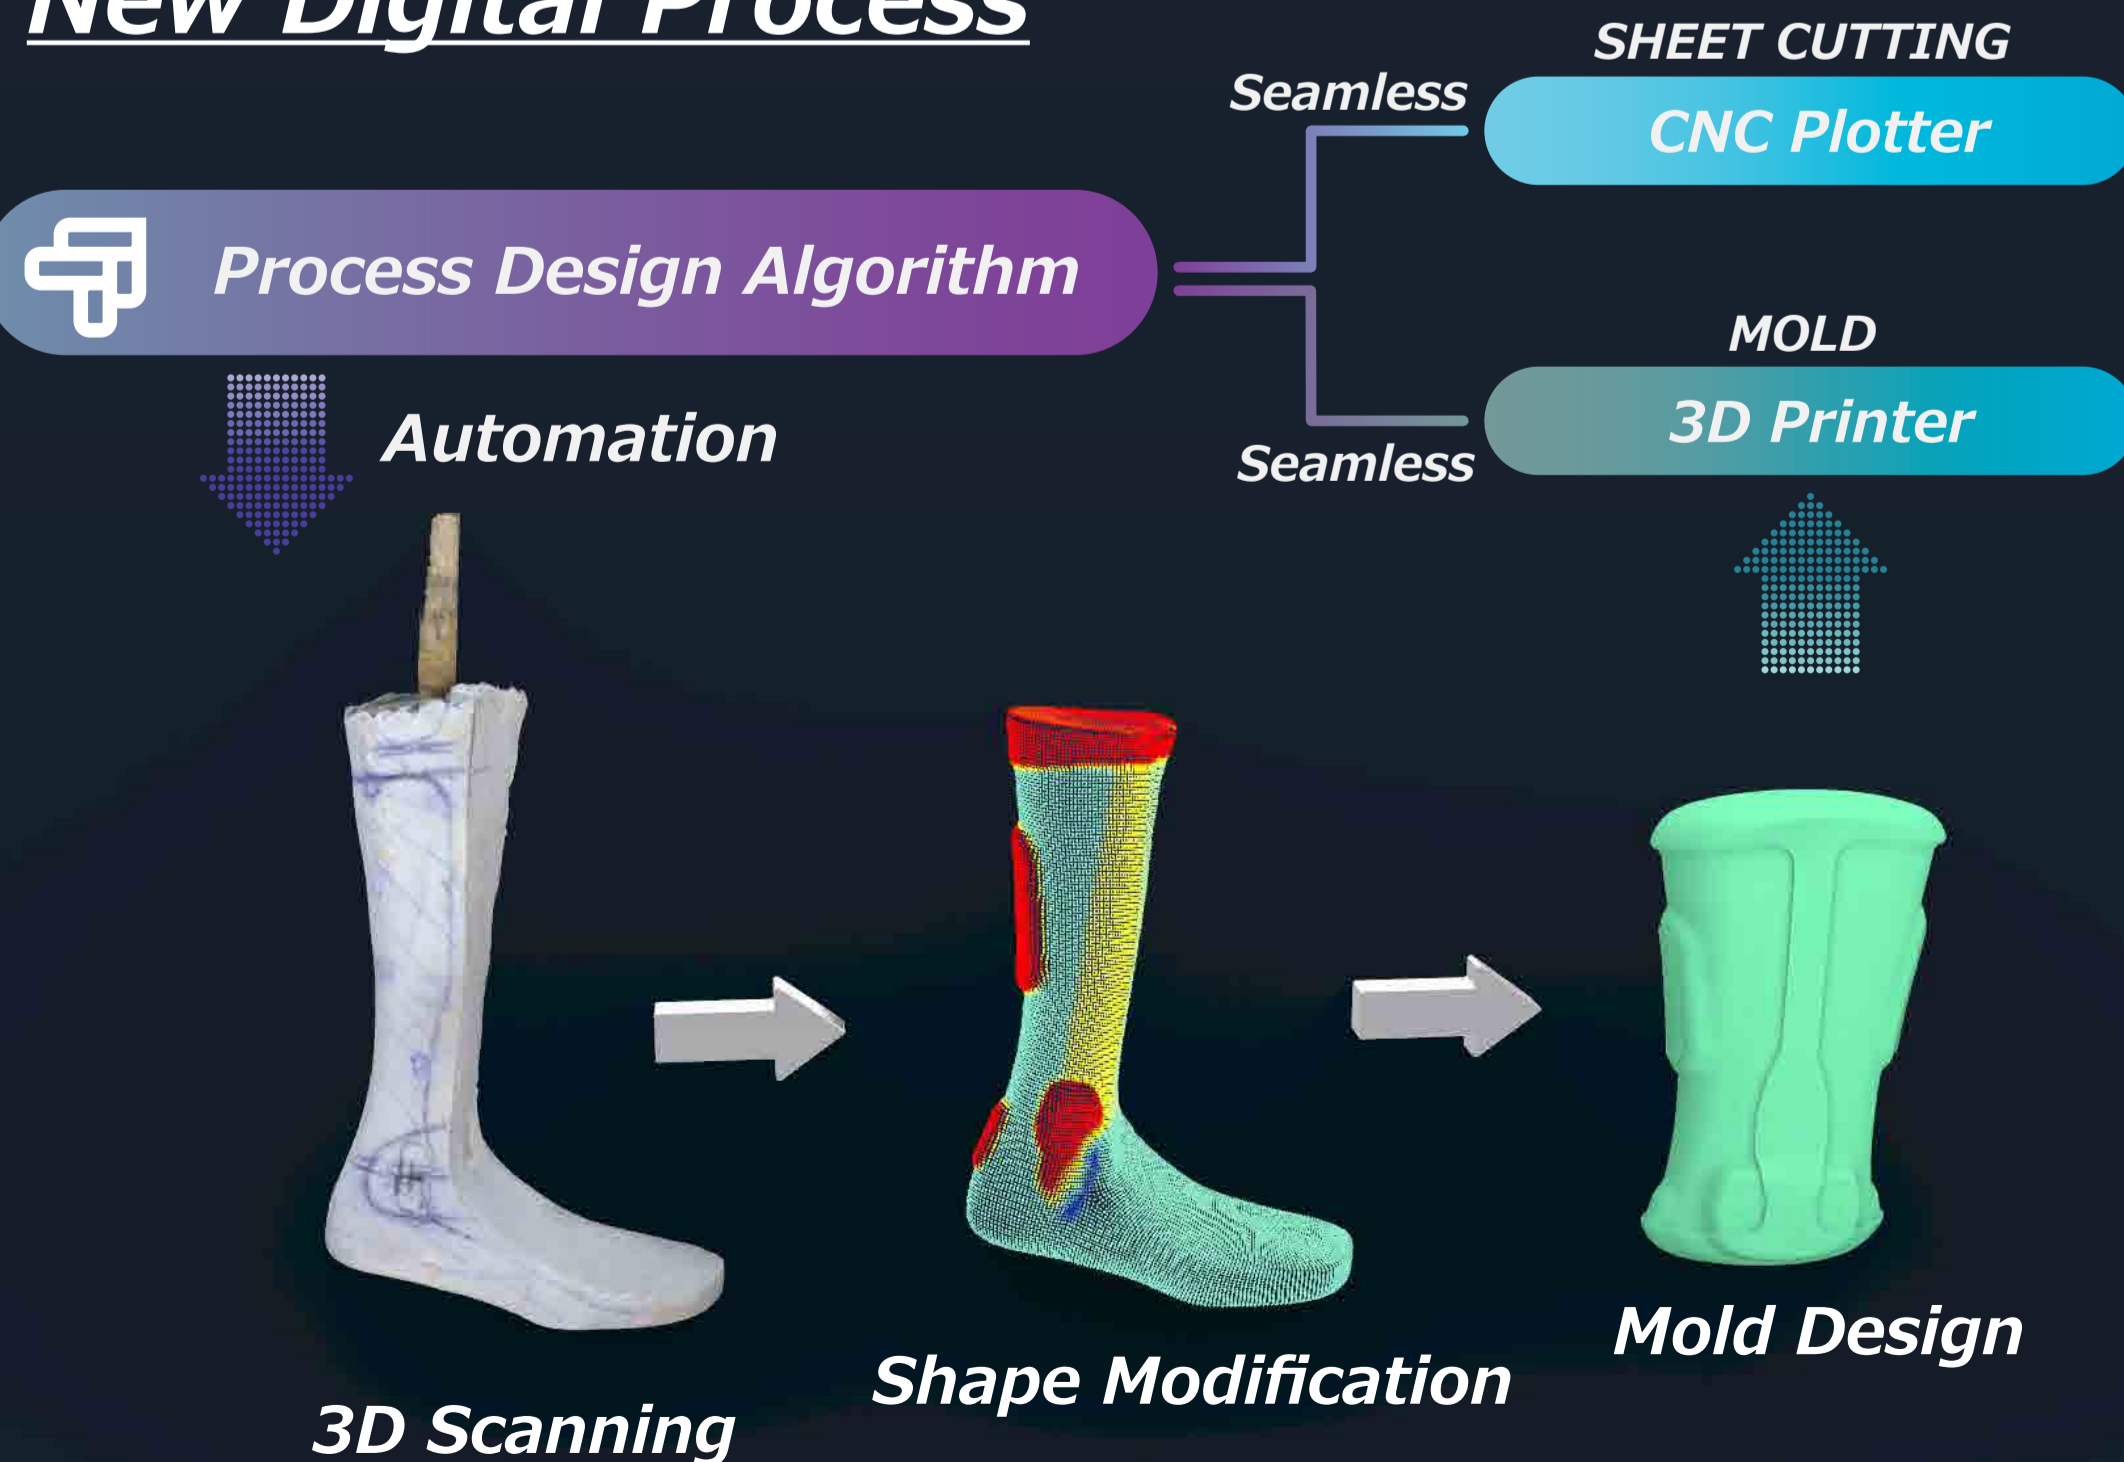 New Digital Process
SHEET CUTTING
Seamless
CNC Plotter
Process Design Algorithm
MOLD
3D Printer
Automation
Seamless
Mold Design
Shape Modification
3D Scanning